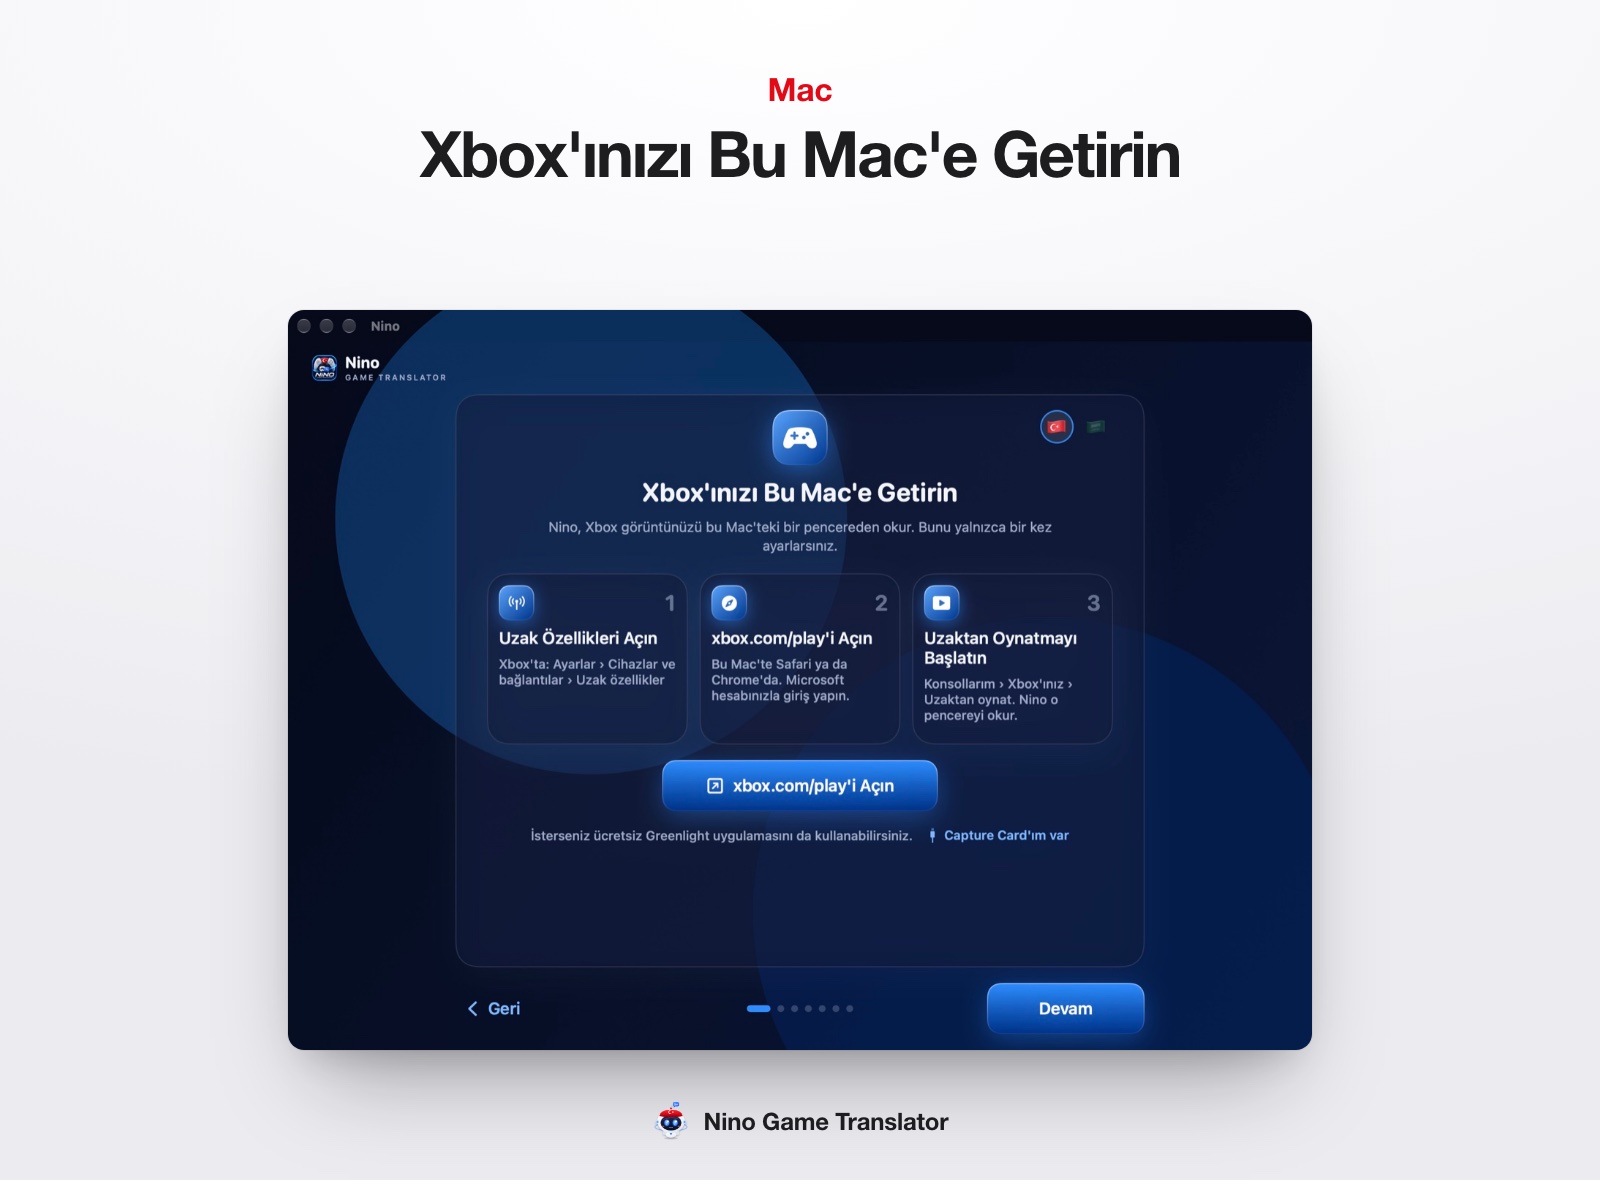 Mac
Xbox'ınızı Bu Mac'e Getirin
Nino
Nino
GAME TRANSLATOR
Xbox'ınızı Bu Mac'e Getirin
Nino, Xbox görüntünüzü bu Mac'teki bir pencereden okur. Bunu yalnızca bir kez
ayarlarsınız.
1
Uzak Özellikleri Açın
Xbox'ta: Ayarlar › Cihazlar ve
bağlantılar › Uzak özellikler
2
xbox.com/play'i Açın
Bu Mac'te Safari ya da
Chrome'da. Microsoft
hesabınızla giriş yapın.
3
Uzaktan Oynatmayı
Başlatın
Konsollarım › Xbox'ınız ›
Uzaktan oynat. Nino o
pencereyi okur.
xbox.com/play'i Açın
İsterseniz ücretsiz Greenlight uygulamasını da kullanabilirsiniz. Capture Card'ım var
Geri
Devam
Nino Game Translator